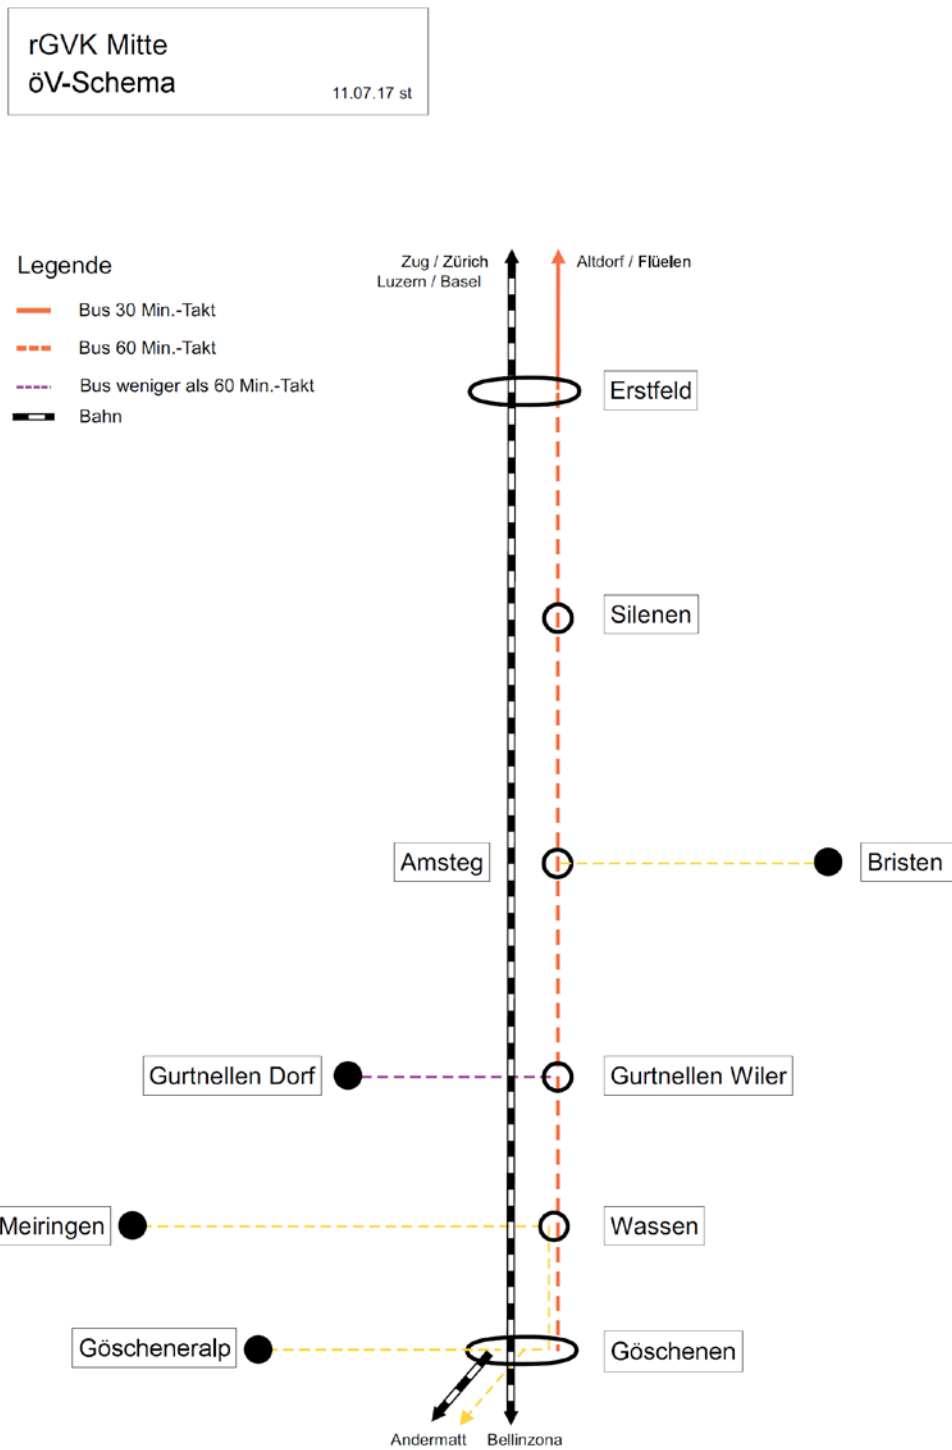 rGVK Mitte
öV-Schema
11.07.17 st
Legende
Bus 30 Min.-Takt
Bus 60 Min.-Takt
Bus weniger als 60 Min.-Takt
Bahn
Zug / Zürich
Luzern / Basel
Altdorf / Flüelen
Erstfeld
Silenen
Amsteg
Bristen
Gurtnellen Dorf
Gurtnellen Wiler
Meiringen
Wassen
Göscheneralp
Göschenen
Andermatt
Bellinzona